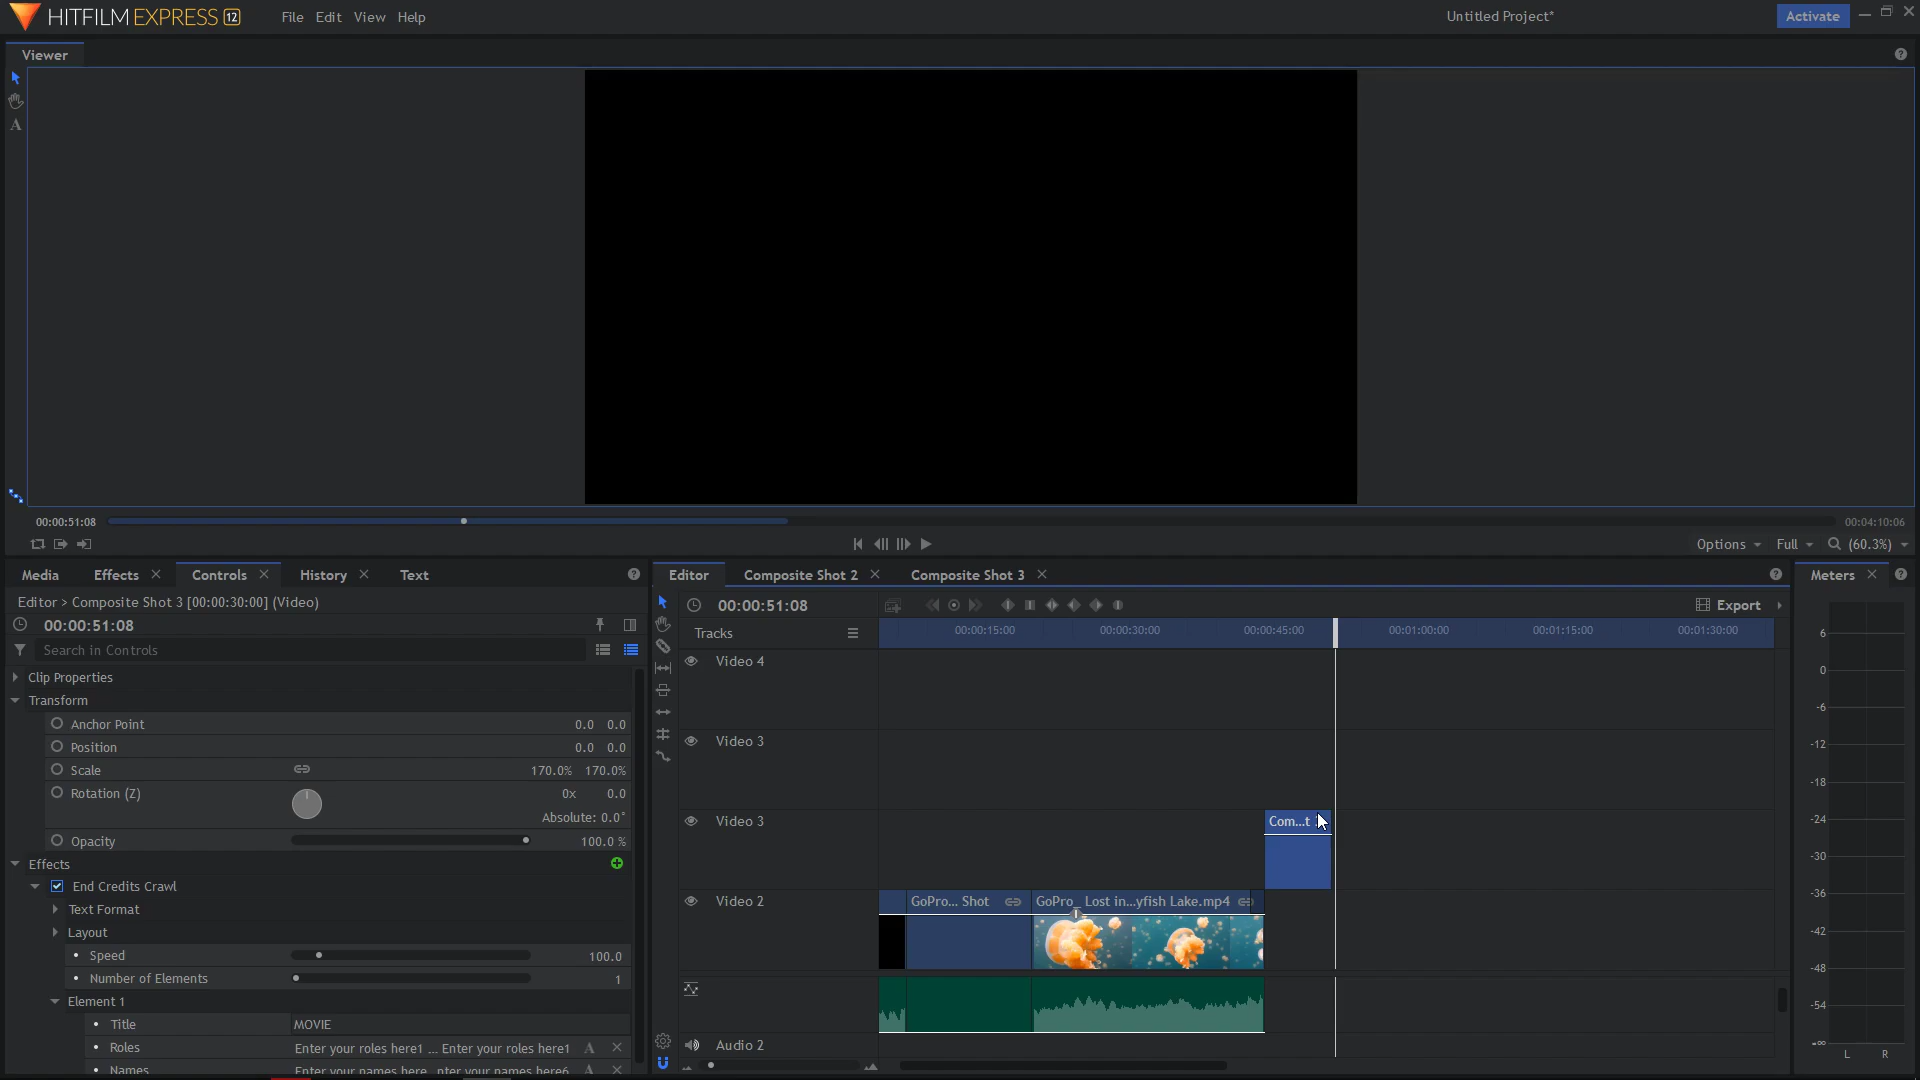 HITFILM EXPRESS 12 File Edit View Help Untitled Project* Activate
Viewer
A
00:00:51:08 00:04:10:06
Options Full (60.3%)
Media Effects Controls History Text
Editor > Composite Shot 3 [00:00:30:00] (Video)
00:00:51:08
Search in Controls
Clip Properties
Transform
Anchor Point 0.0 0.0
Position 0.0 0.0
Scale 170.0% 170.0%
Rotation (Z) 0x 0.0
Absolute: 0.0°
Opacity 100.0 %
Effects
End Credits Crawl
Text Format
Layout
Speed 100.0
Number of Elements 1
Element 1
Title MOVIE
Roles Enter your roles here1 ... Enter your roles here1 A
Names Enter your names here...nter your names here6 A
Editor Composite Shot 2 Composite Shot 3
00:00:51:08 Export
Tracks 00:00:15:00 00:00:30:00 00:00:45:00 00:01:00:00 00:01:15:00 00:01:30:00
Video 4
Video 3
Video 3 Com...t
Video 2 GoPro... Shot GoPro_ Lost in...yfish Lake.mp4
Audio 2
Meters
6
0
-6
-12
-18
-24
-30
-36
-42
-48
-54
-∞
L R